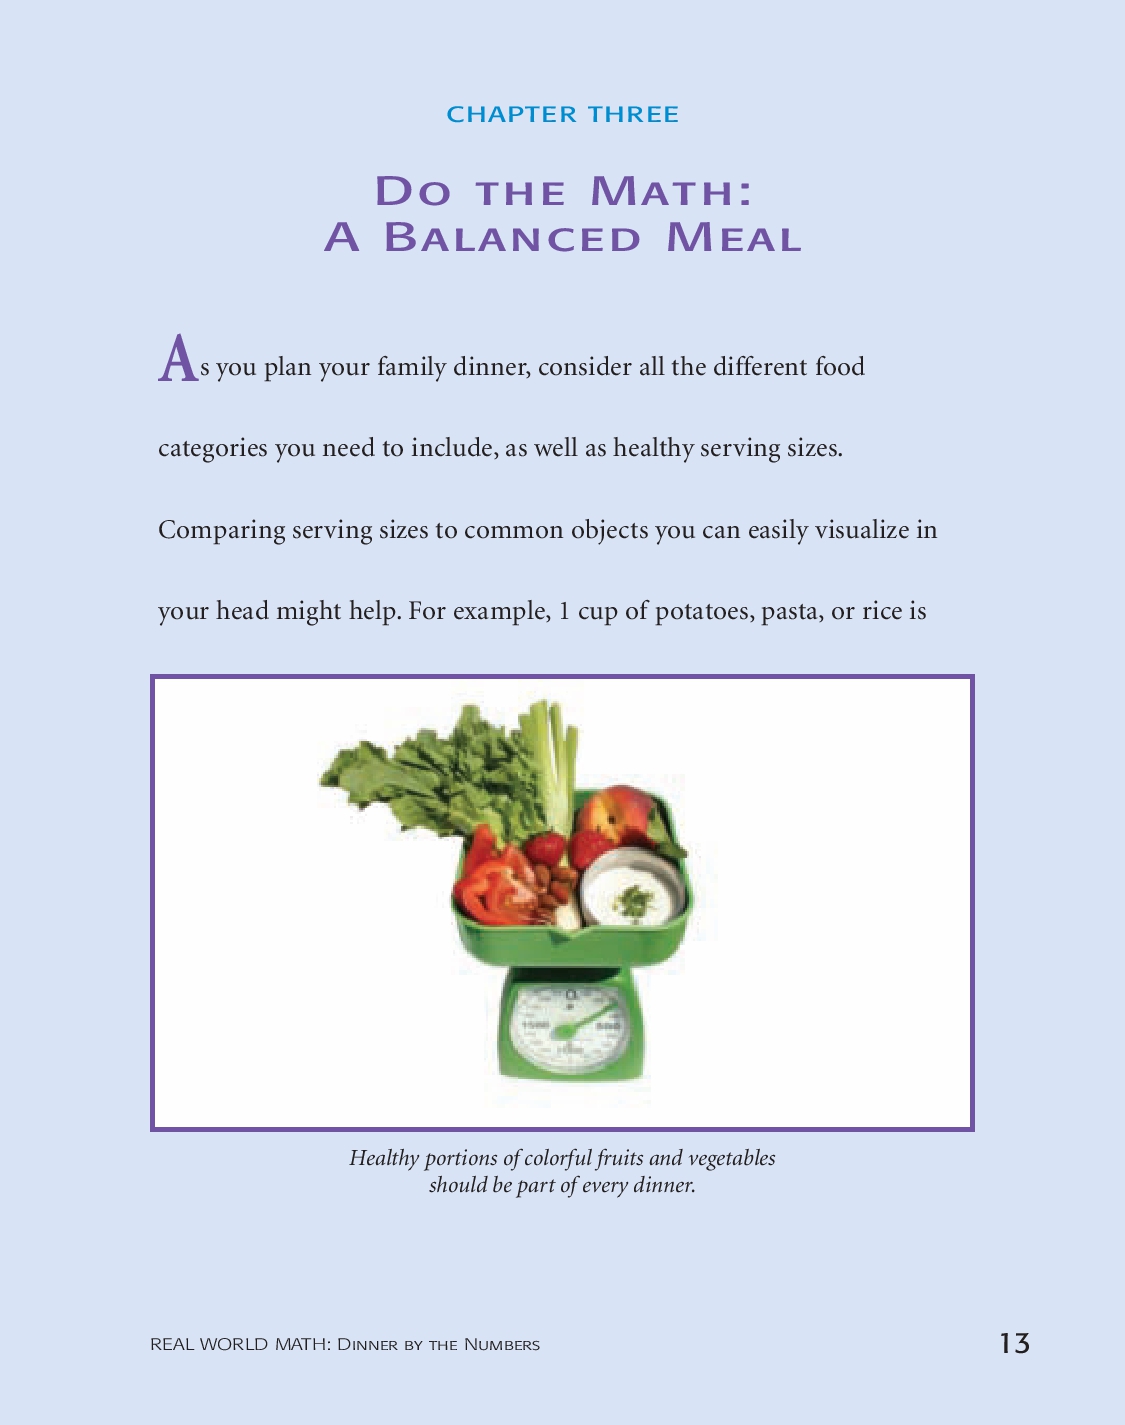 CHAPTER THREE
DO THE MATH:
A BALANCED MEAL
As you plan your family dinner, consider all the different food
categories you need to include, as well as healthy serving sizes.
Comparing serving sizes to common objects you can easily visualize in
your head might help. For example, 1 cup of potatoes, pasta, or rice is
0
1500
500
Healthy portions of colorful fruits and vegetables
should be part of every dinner.
REAL WORLD MATH: DINNER BY THE NUMBERS
13